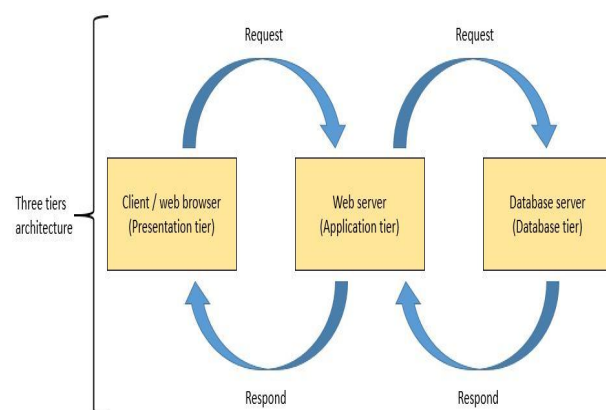 Request
Request
Three tiers
architecture
Client / web browser
(Presentation tier)
Web server
(Application tier)
Database server
(Database tier)
Respond
Respond